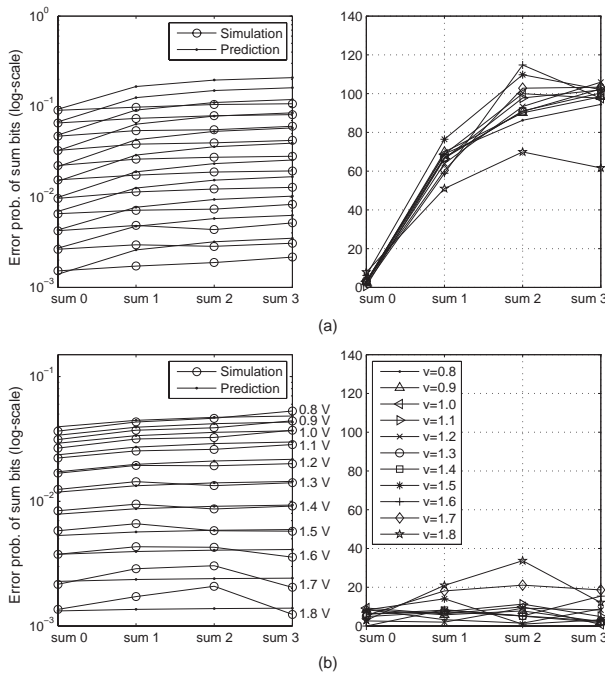 Error prob. of sum bits (log-scale)
10^0
10^-1
10^-2
10^-3
Simulation
Prediction
sum 0 sum 1 sum 2 sum 3
140
120
100
80
60
40
20
0
sum 0 sum 1 sum 2 sum 3
(a)
Error prob. of sum bits (log-scale)
10^-1
10^-2
10^-3
Simulation
Prediction
0.8 V
0.9 V
1.0 V
1.1 V
1.2 V
1.3 V
1.4 V
1.5 V
1.6 V
1.7 V
1.8 V
sum 0 sum 1 sum 2 sum 3
140
120
100
80
60
40
20
0
v=0.8
v=0.9
v=1.0
v=1.1
v=1.2
v=1.3
v=1.4
v=1.5
v=1.6
v=1.7
v=1.8
sum 0 sum 1 sum 2 sum 3
(b)